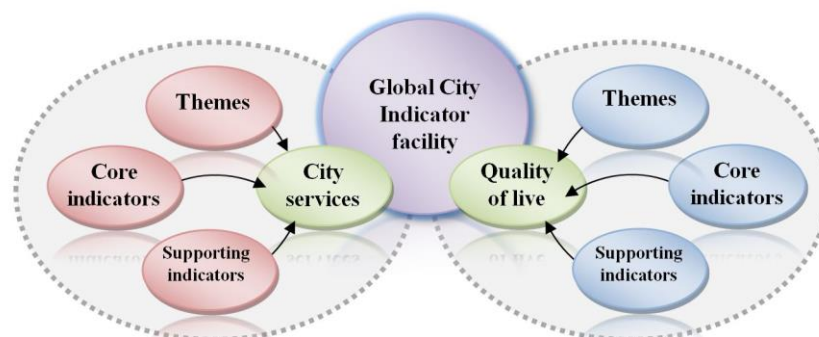 Global City
Indicator
facility
Themes
Core
indicators
Supporting
indicators
City
services
Quality
of live
Themes
Core
indicators
Supporting
indicators